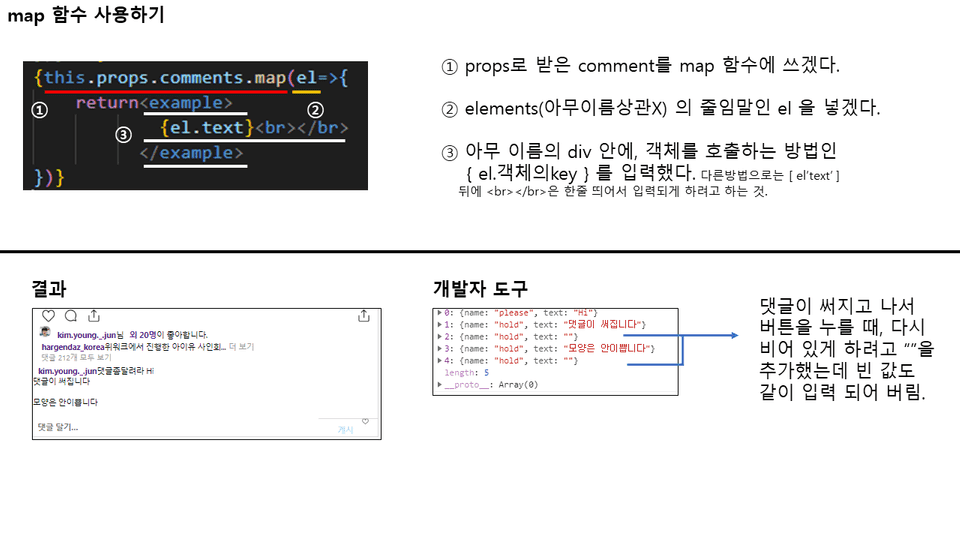 map 함수 사용하기
{this.props.comments.map(el=>{
①
return<example>
②
③
{el.text}<br></br>
</example>
})}
① props로 받은 comment를 map 함수에 쓰겠다.
② elements(아무이름상관X) 의 줄임말인 el 을 넣겠다.
③ 아무 이름의 div 안에, 객체를 호출하는 방법인
{ el.객체의key } 를 입력했다. 다른방법으로는 [ el'text' ]
뒤에 <br></br>은 한줄 띄어서 입력되게 하려고 하는 것.
결과
kim.young._.jun님 외 20명이 좋아합니다.
hargendaz_korea위워크에서 진행한 아이유 사인회... 더 보기
댓글 212개 모두 보기
kim.young._.jun댓글좀달려라 Hi
댓글이 써집니다
모양은 안이쁩니다
댓글 달기...
게시
개발자 도구
0: {name: "please", text: "Hi"}
1: {name: "hold", text: "댓글이 써집니다"}
2: {name: "hold", text: ""}
3: {name: "hold", text: "모양은 안이쁩니다"}
4: {name: "hold", text: ""}
length: 5
__proto__: Array(0)
댓글이 써지고 나서
버튼을 누를 때, 다시
비어 있게 하려고 ""을
추가했는데 빈 값도
같이 입력 되어 버림.